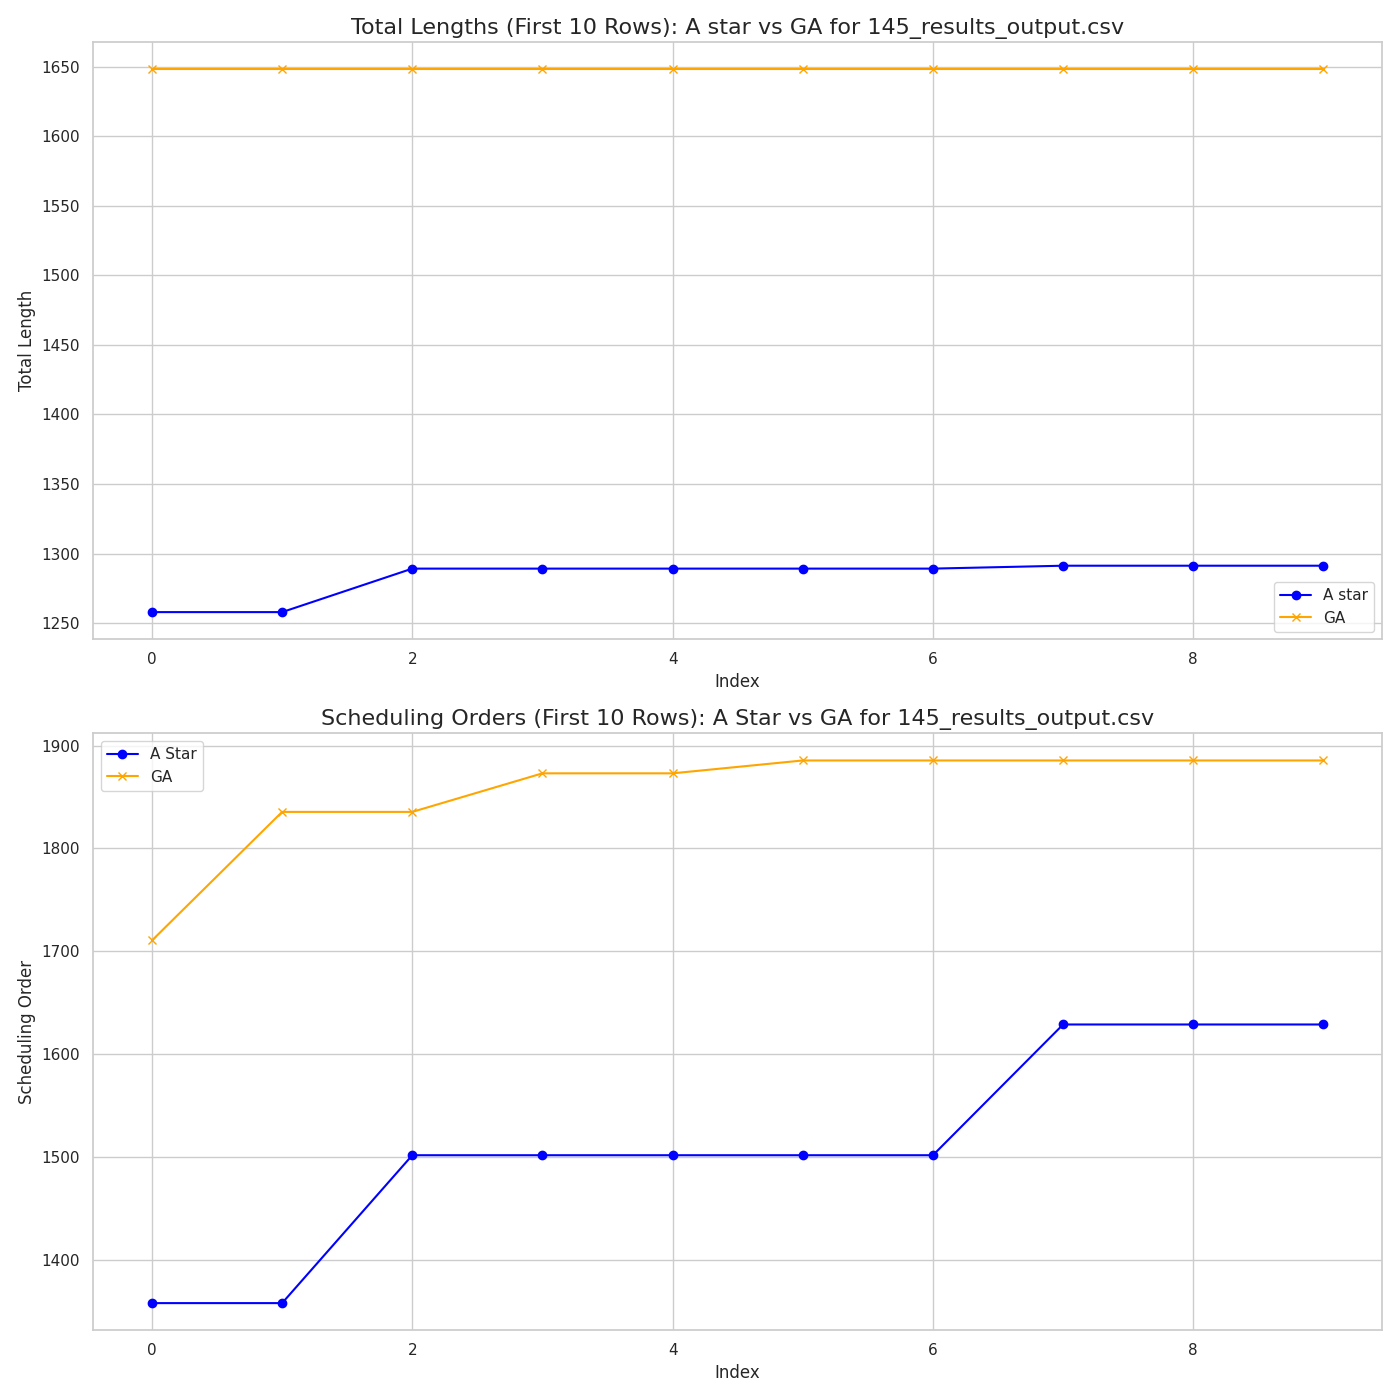 Total Lengths (First 10 Rows): A star vs GA for 145_results_output.csv
1650
1600
1550
1500
1450
1400
1350
1300
1250
Total Length
A star
GA
0 2 4 6 8
Index
Scheduling Orders (First 10 Rows): A Star vs GA for 145_results_output.csv
A Star
GA
1900
1800
1700
1600
1500
1400
Scheduling Order
0 2 4 6 8
Index